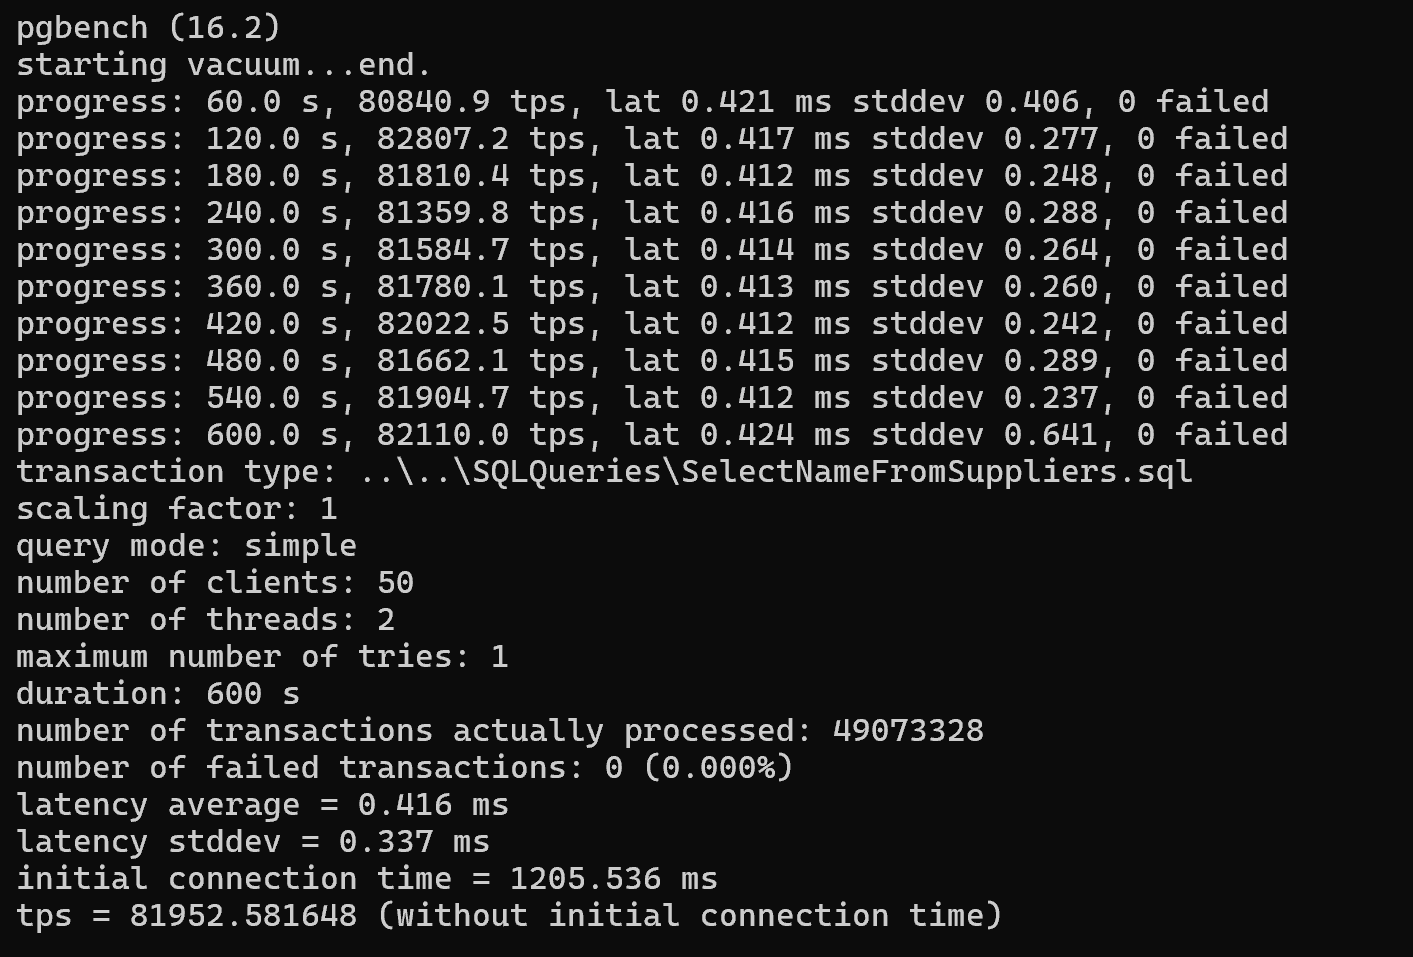 pgbench (16.2)
starting vacuum...end.
progress: 60.0 s, 80840.9 tps, lat 0.421 ms stddev 0.406, 0 failed
progress: 120.0 s, 82807.2 tps, lat 0.417 ms stddev 0.277, 0 failed
progress: 180.0 s, 81810.4 tps, lat 0.412 ms stddev 0.248, 0 failed
progress: 240.0 s, 81359.8 tps, lat 0.416 ms stddev 0.288, 0 failed
progress: 300.0 s, 81584.7 tps, lat 0.414 ms stddev 0.264, 0 failed
progress: 360.0 s, 81780.1 tps, lat 0.413 ms stddev 0.260, 0 failed
progress: 420.0 s, 82022.5 tps, lat 0.412 ms stddev 0.242, 0 failed
progress: 480.0 s, 81662.1 tps, lat 0.415 ms stddev 0.289, 0 failed
progress: 540.0 s, 81904.7 tps, lat 0.412 ms stddev 0.237, 0 failed
progress: 600.0 s, 82110.0 tps, lat 0.424 ms stddev 0.641, 0 failed
transaction type: ..\..\SQLQueries\SelectNameFromSuppliers.sql
scaling factor: 1
query mode: simple
number of clients: 50
number of threads: 2
maximum number of tries: 1
duration: 600 s
number of transactions actually processed: 49073328
number of failed transactions: 0 (0.000%)
latency average = 0.416 ms
latency stddev = 0.337 ms
initial connection time = 1205.536 ms
tps = 81952.581648 (without initial connection time)